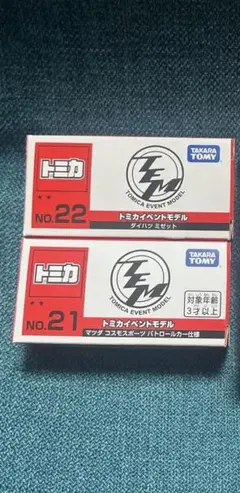 トミカ
TEM
TOMICA EVENT MODEL
TAKARA
TOMY
NO.22
トミカイベントモデル
ダイハツ ミゼット
トミカ
TEM
TOMICA EVENT MODEL
TAKARA
TOMY
対象年齢
3才以上
NO.21
トミカイベントモデル
マツダ コスモスポーツ パトロールカー仕様